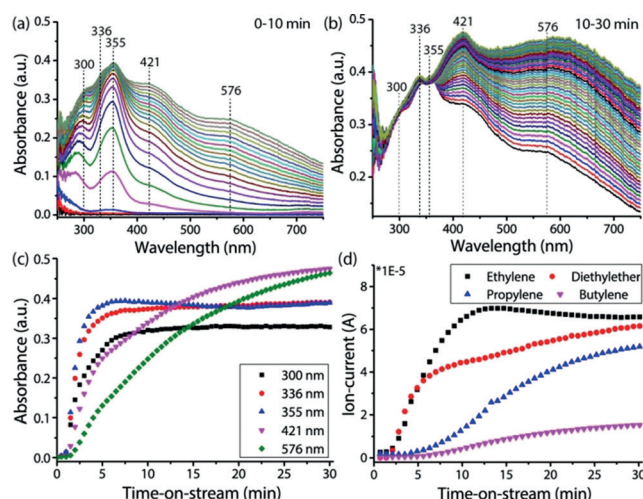 (a) 0-10 min
300 336 355 421 576
Absorbance (a.u.)
0.5
0.4
0.3
0.2
0.1
0.0
300 400 500 600 700
Wavelength (nm)
(b) 10-30 min
300 336 355 421 576
Absorbance (a.u.)
0.4
0.3
0.2
300 400 500 600 700
Wavelength (nm)
(c)
Absorbance (a.u.)
0.5
0.4
0.3
0.2
0.1
0.0
300 nm
336 nm
355 nm
421 nm
576 nm
0 5 10 15 20 25 30
Time-on-stream (min)
(d)
*1E-5
Ethylene Diethylether
Propylene Butylene
Ion-current (A)
8
6
4
2
0
0 5 10 15 20 25 30
Time-on-stream (min)